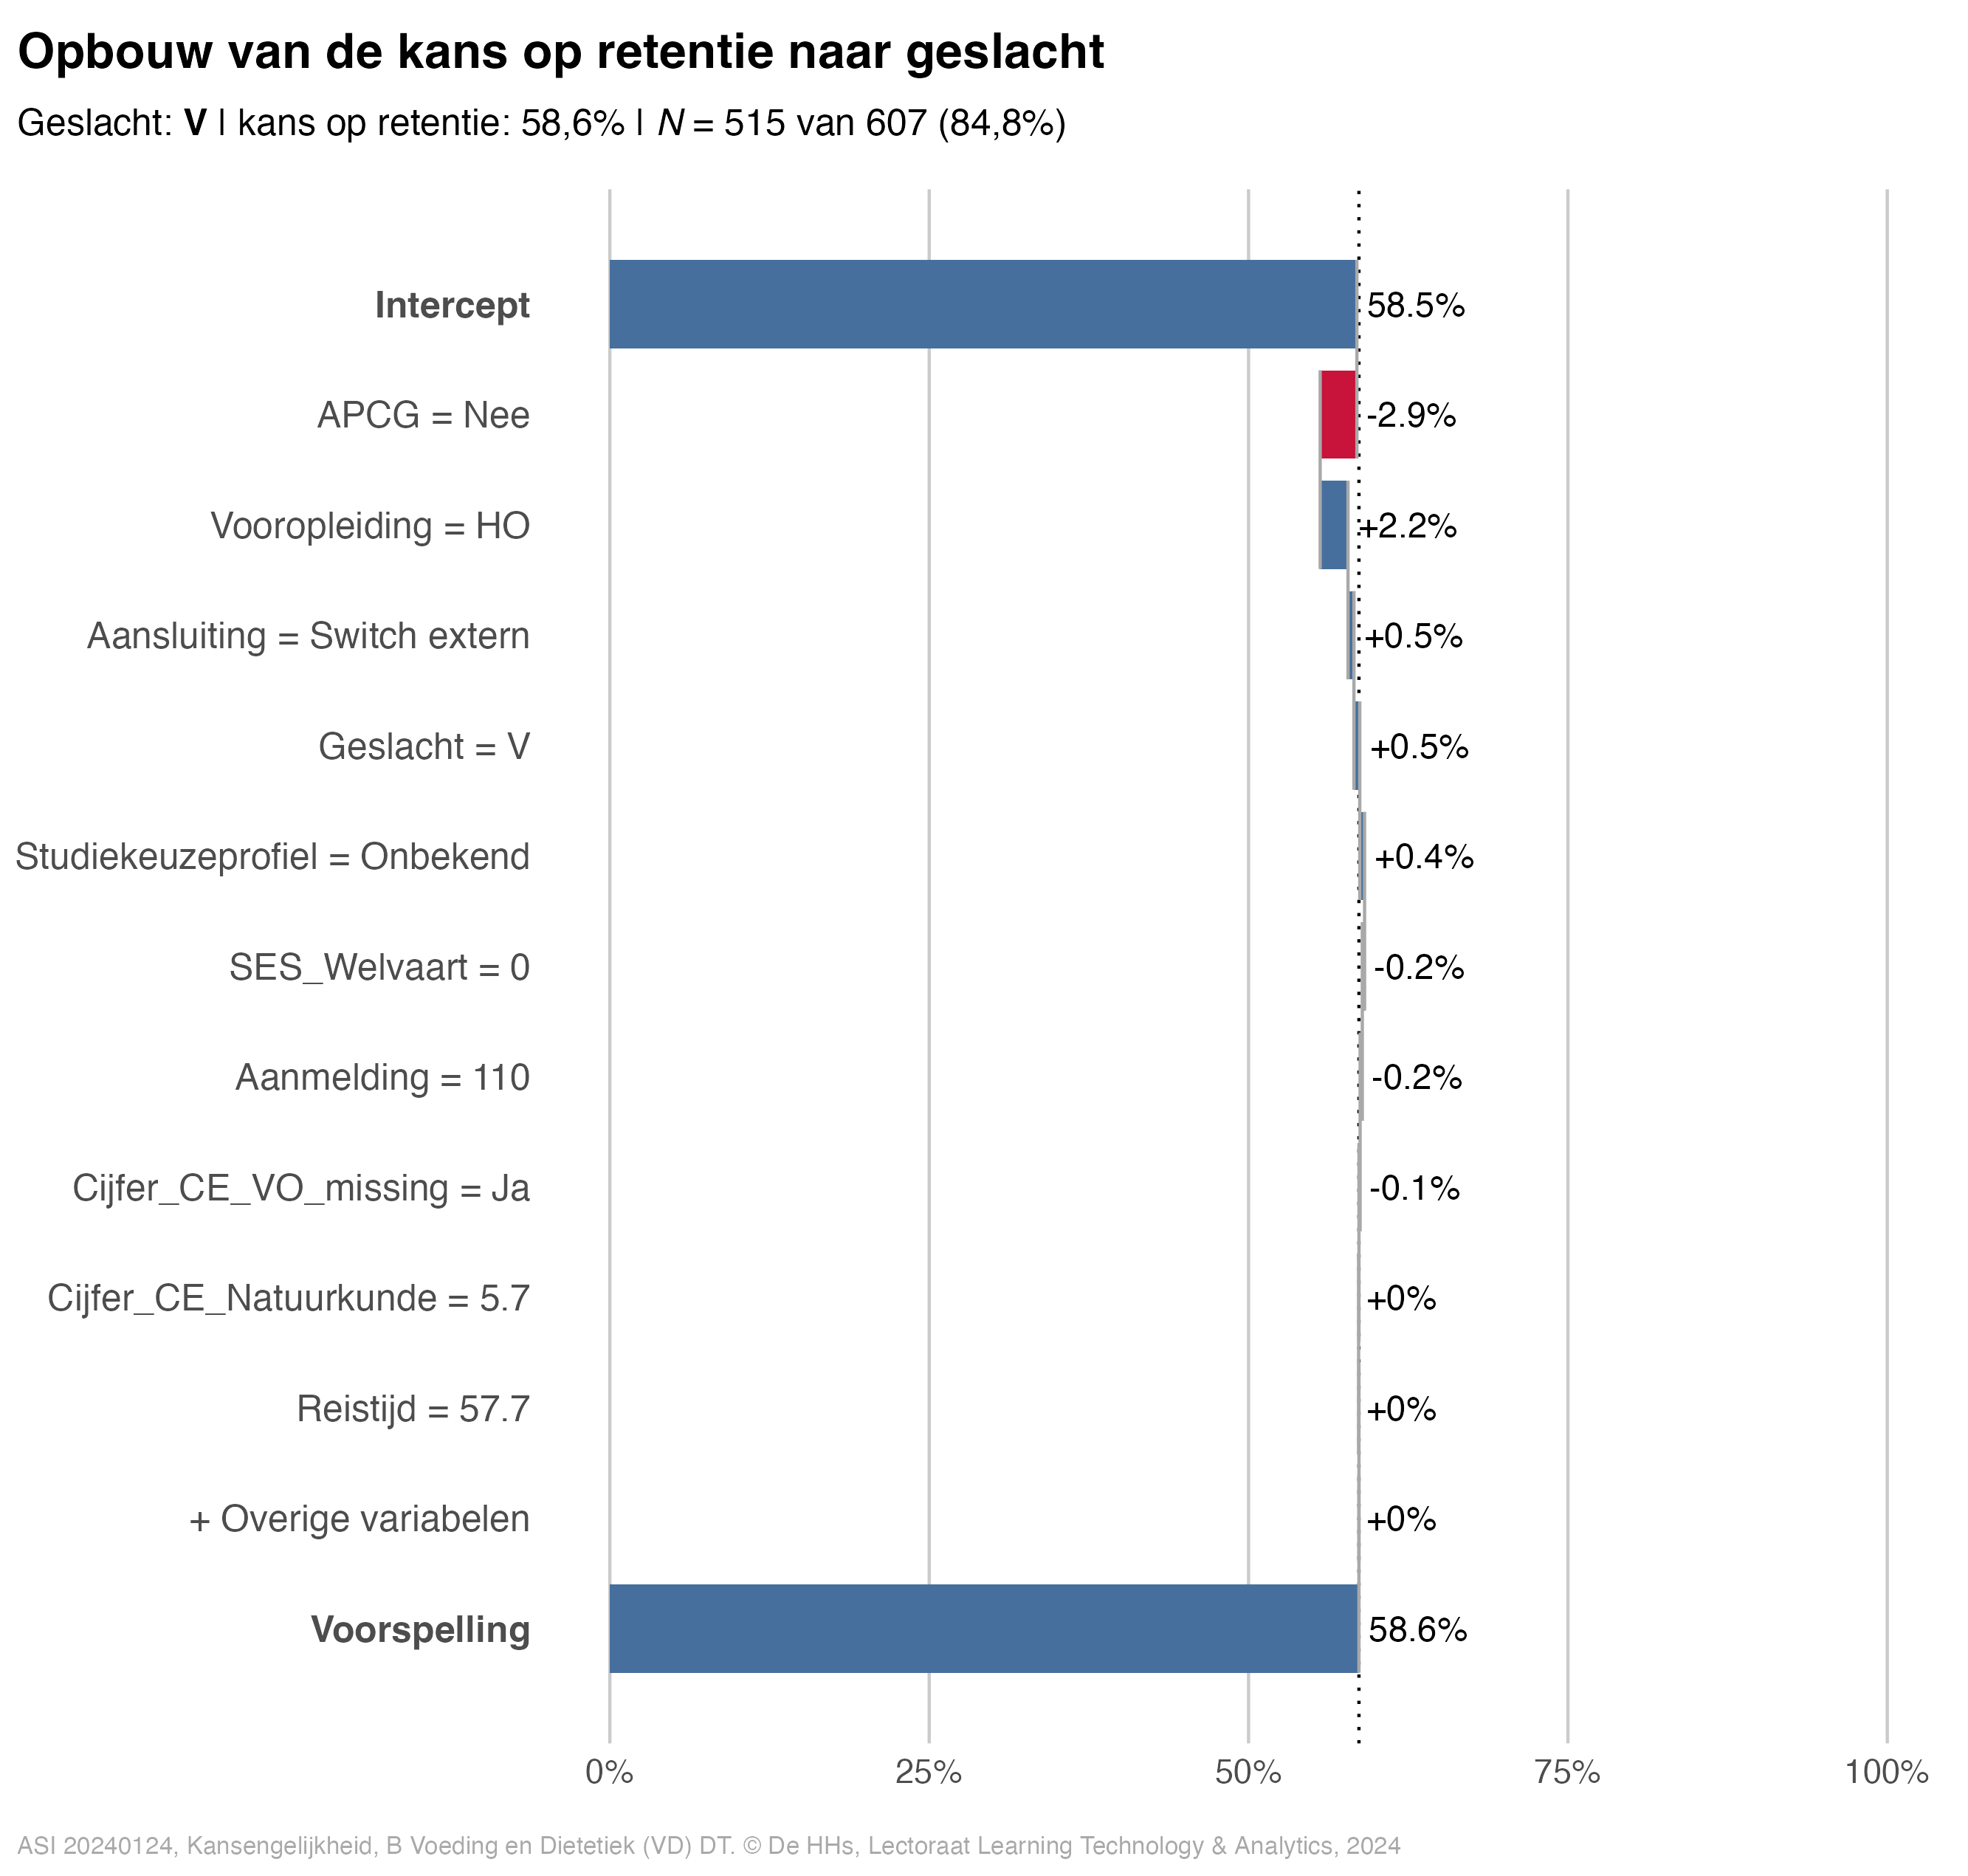 Opbouw van de kans op retentie naar geslacht
Geslacht: V | kans op retentie: 58,6% | N = 515 van 607 (84,8%)
Intercept 58.5%
APCG = Nee -2.9%
Vooropleiding = HO +2.2%
Aansluiting = Switch extern +0.5%
Geslacht = V +0.5%
Studiekeuzeprofiel = Onbekend +0.4%
SES_Welvaart = 0 -0.2%
Aanmelding = 110 -0.2%
Cijfer_CE_VO_missing = Ja -0.1%
Cijfer_CE_Natuurkunde = 5.7 +0%
Reistijd = 57.7 +0%
+ Overige variabelen +0%
Voorspelling 58.6%
0% 25% 50% 75% 100%
ASI 20240124, Kansengelijkheid, B Voeding en Dietetiek (VD) DT. © De HHs, Lectoraat Learning Technology & Analytics, 2024